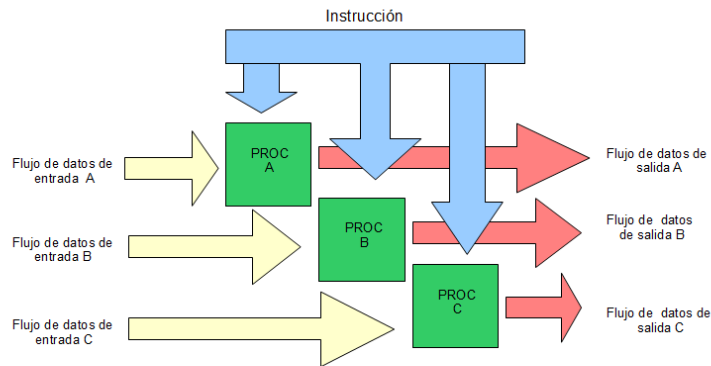 Instrucción
PROC
A
Flujo de datos de
entrada A
Flujo de datos de
salida A
PROC
B
Flujo de datos de
entrada B
Flujo de datos
de salida B
PROC
C
Flujo de datos de
entrada C
Flujo de datos de
salida C